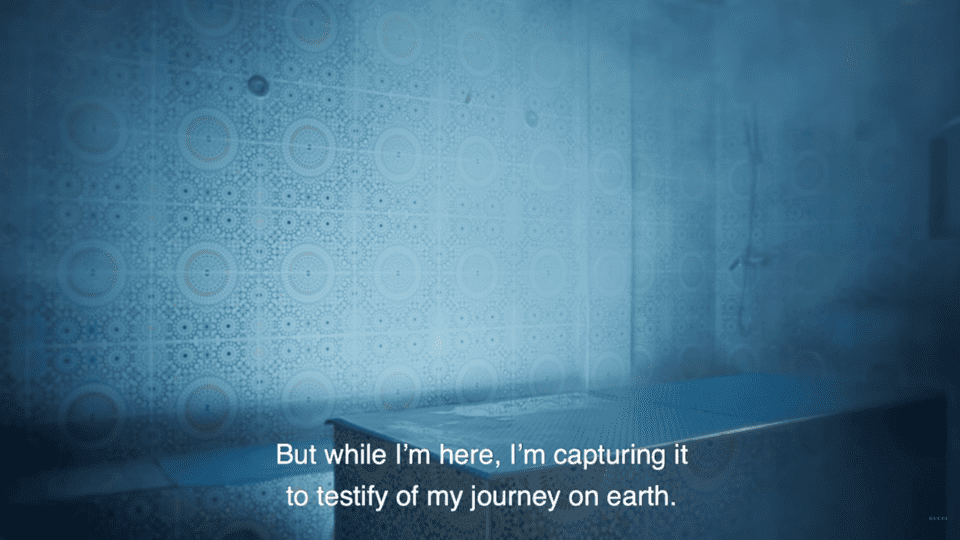 But while I'm here, I'm capturing it
to testify of my journey on earth.
GUCCI